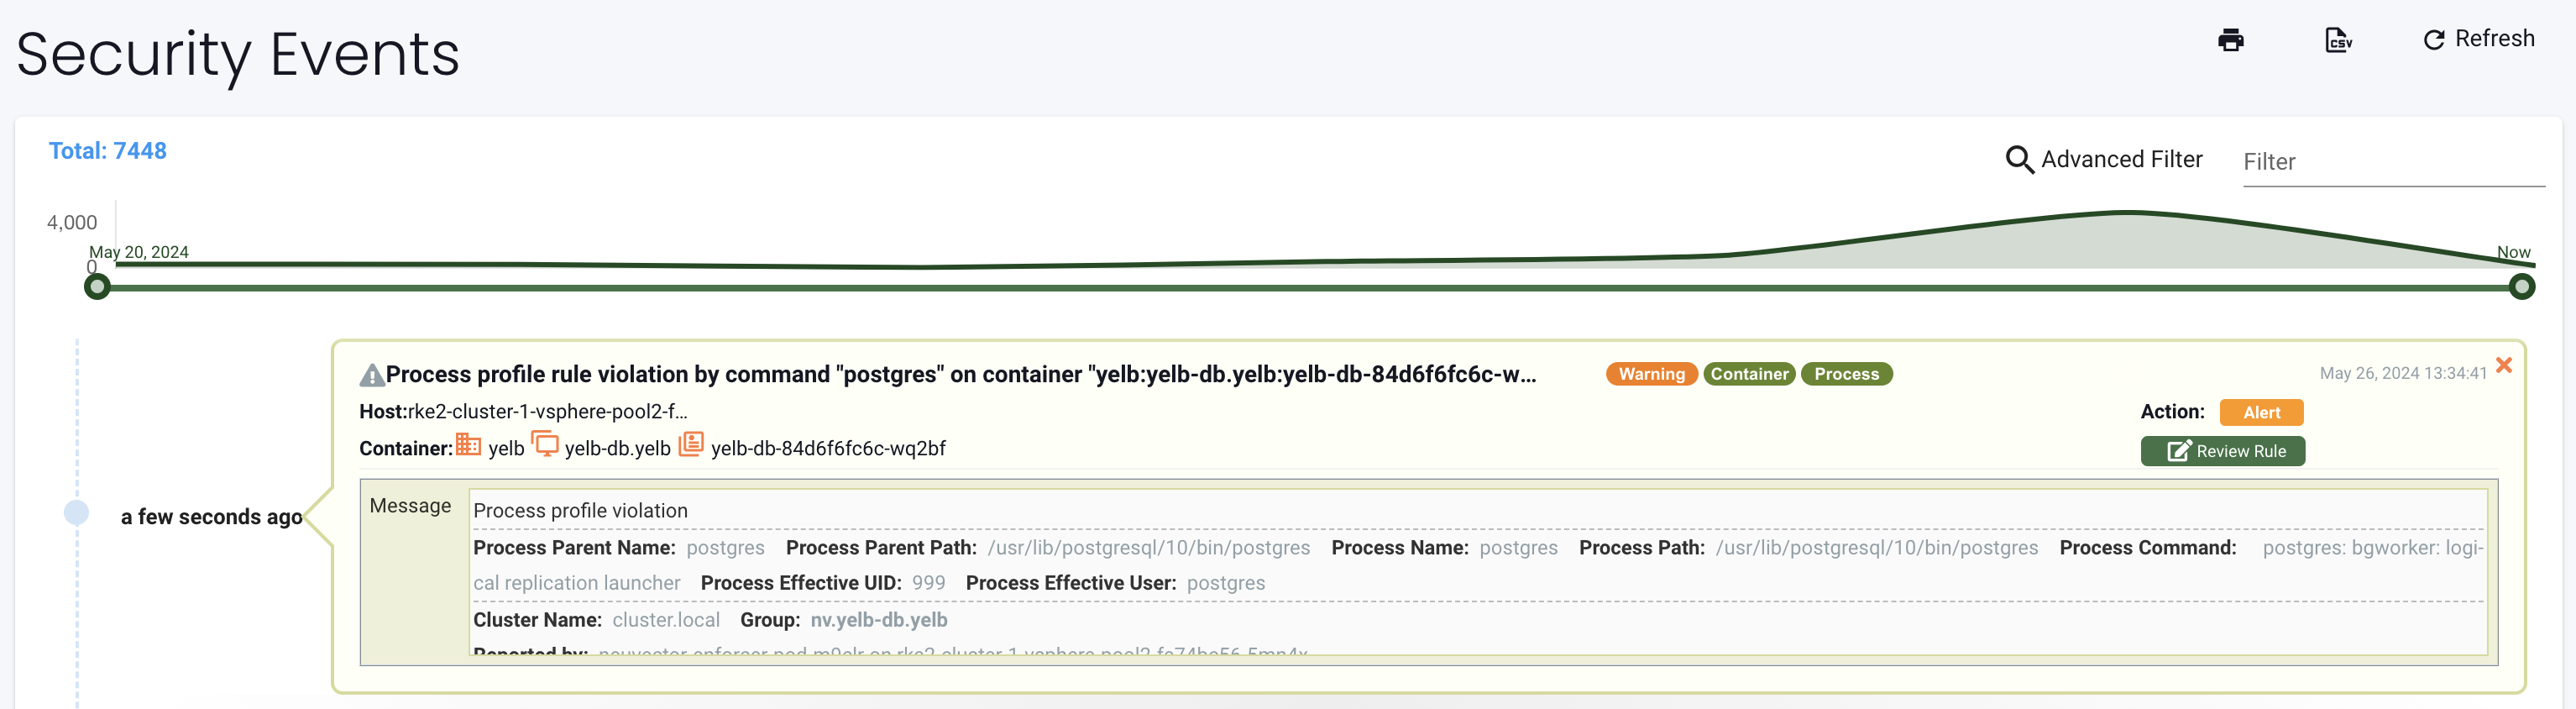 Security Events
CSV
Refresh
Total: 7448
Advanced Filter
Filter
4,000
May 20, 2024
0
Now
Process profile rule violation by command "postgres" on container "yelb:yelb-db.yelb:yelb-db-84d6f6fc6c-w...
Warning Container Process
May 26, 2024 13:34:41
Host:rke2-cluster-1-vsphere-pool2-f...
Action: Alert
Container: yelb yelb-db.yelb yelb-db-84d6f6fc6c-wq2bf
Review Rule
a few seconds ago
Message
Process profile violation
Process Parent Name: postgres Process Parent Path: /usr/lib/postgresql/10/bin/postgres Process Name: postgres Process Path: /usr/lib/postgresql/10/bin/postgres Process Command: postgres: bgworker: logi-
cal replication launcher Process Effective UID: 999 Process Effective User: postgres
Cluster Name: cluster.local Group: nv.yelb-db.yelb
Reported by: